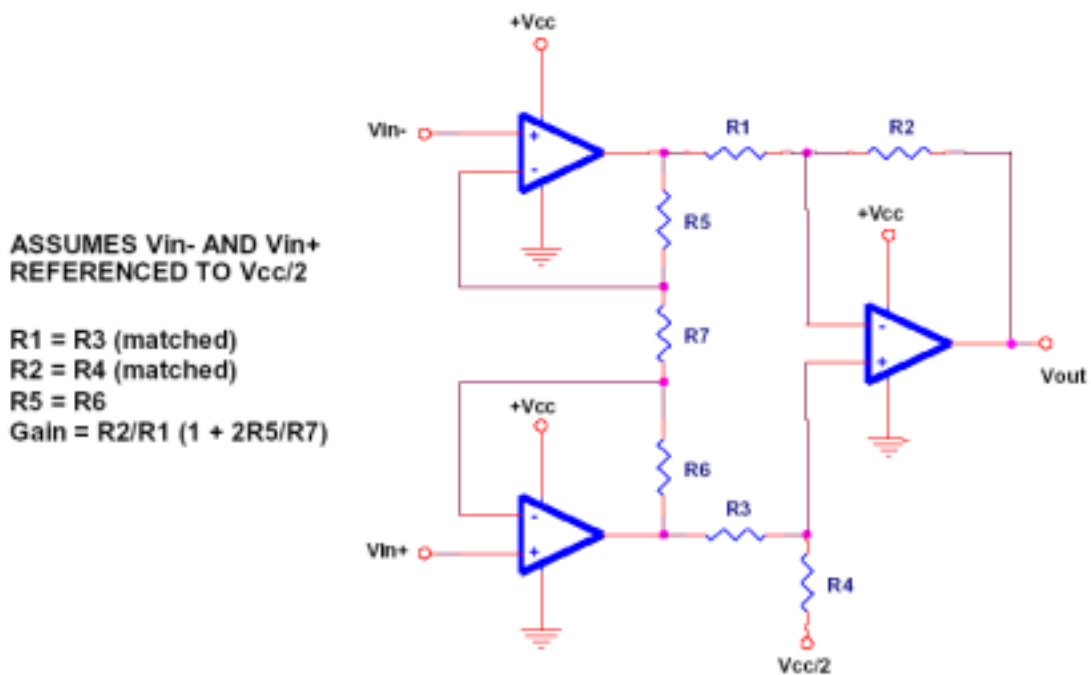 +Vcc
Vin-
+
-
R1
R2
R5
+Vcc
ASSUMES Vin- AND Vin+
REFERENCED TO Vcc/2
R1 = R3 (matched)
R2 = R4 (matched)
R5 = R6
Gain = R2/R1 (1 + 2R5/R7)
R7
-
+
Vout
+Vcc
R6
-
+
Vin+
R3
R4
Vcc/2